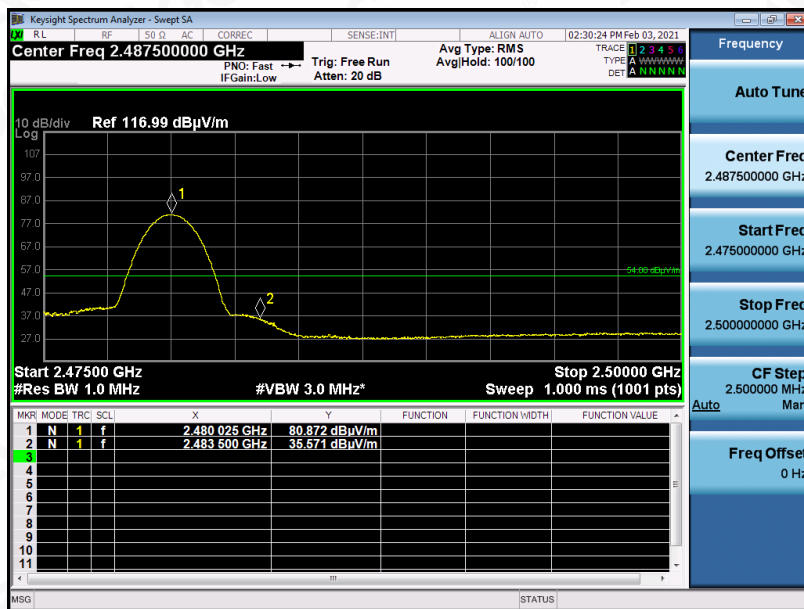 Keysight Spectrum Analyzer - Swept SA
LXI RL RF 50 Ω AC CORREC SENSE:INT ALIGN AUTO 02:30:24 PM Feb 03, 2021
Center Freq 2.487500000 GHz
PNO: Fast
IFGain:Low
Trig: Free Run
Atten: 20 dB
Avg Type: RMS
Avg|Hold: 100/100
TRACE 1 2 3 4 5 6
TYPE A WWWWW
DET A N N N N N
10 dB/div Ref 116.99 dBµV/m
Log
107
97.0
87.0
77.0
67.0
57.0
47.0
37.0
27.0
1
2
54.00 dBµV/m
Start 2.47500 GHz Stop 2.50000 GHz
#Res BW 1.0 MHz #VBW 3.0 MHz* Sweep 1.000 ms (1001 pts)
MKR MODE TRC SCL X Y FUNCTION FUNCTION WIDTH FUNCTION VALUE
1 N 1 f 2.480 025 GHz 80.872 dBµV/m
2 N 1 f 2.483 500 GHz 35.571 dBµV/m
3
4
5
6
7
8
9
10
11
MSG STATUS
Frequency
Auto Tune
Center Freq
2.487500000 GHz
Start Freq
2.475000000 GHz
Stop Freq
2.500000000 GHz
CF Step
2.500000 MHz
Auto Man
Freq Offset
0 Hz